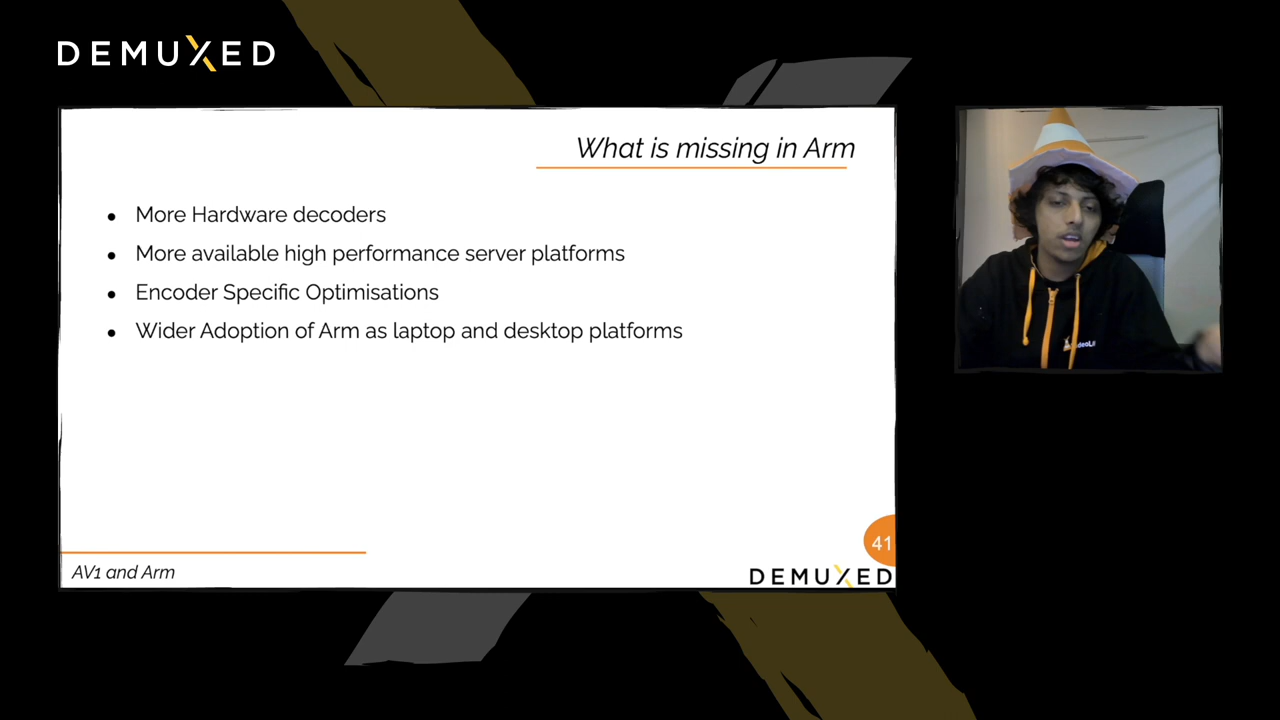 DEMUXED
What is missing in Arm
● More Hardware decoders
● More available high performance server platforms
● Encoder Specific Optimisations
● Wider Adoption of Arm as laptop and desktop platforms
41
AV1 and Arm
DEMUXED